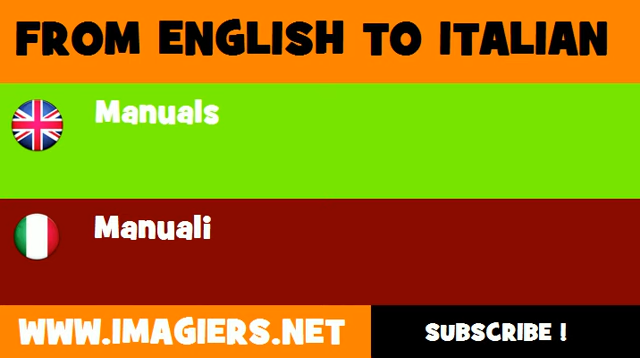 FROM ENGLISH TO ITALIAN
Manuals
Manuali
WWW.IMAGIERS.NET
SUBSCRIBE !